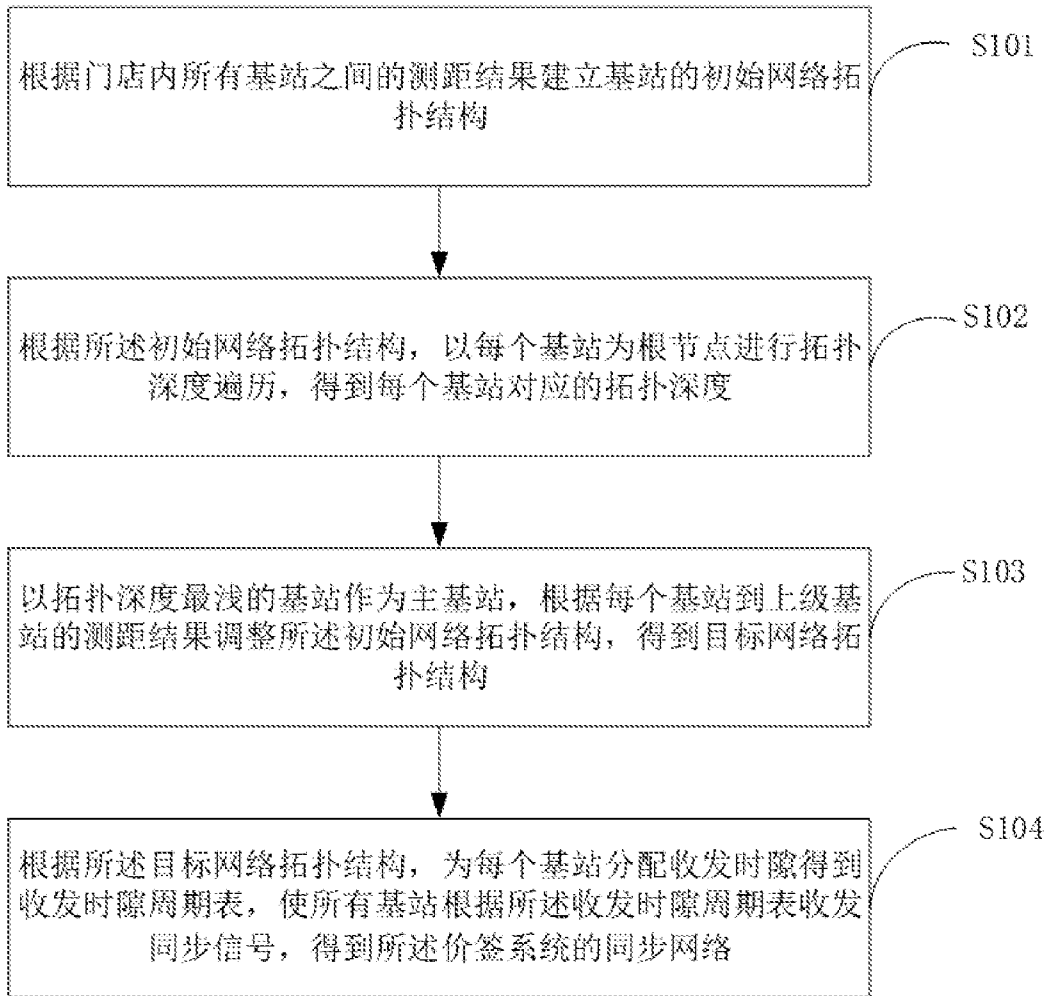 S101
根据门店内所有基站之间的测距结果建立基站的初始网络拓
扑结构
S102
根据所述初始网络拓扑结构，以每个基站为根节点进行拓扑
深度遍历，得到每个基站对应的拓扑深度
S103
以拓扑深度最浅的基站作为主基站，根据每个基站到上级基
站的测距结果调整所述初始网络拓扑结构，得到目标网络拓
扑结构
S104
根据所述目标网络拓扑结构，为每个基站分配收发时隙得到
收发时隙周期表，使所有基站根据所述收发时隙周期表收发
同步信号，得到所述价签系统的同步网络